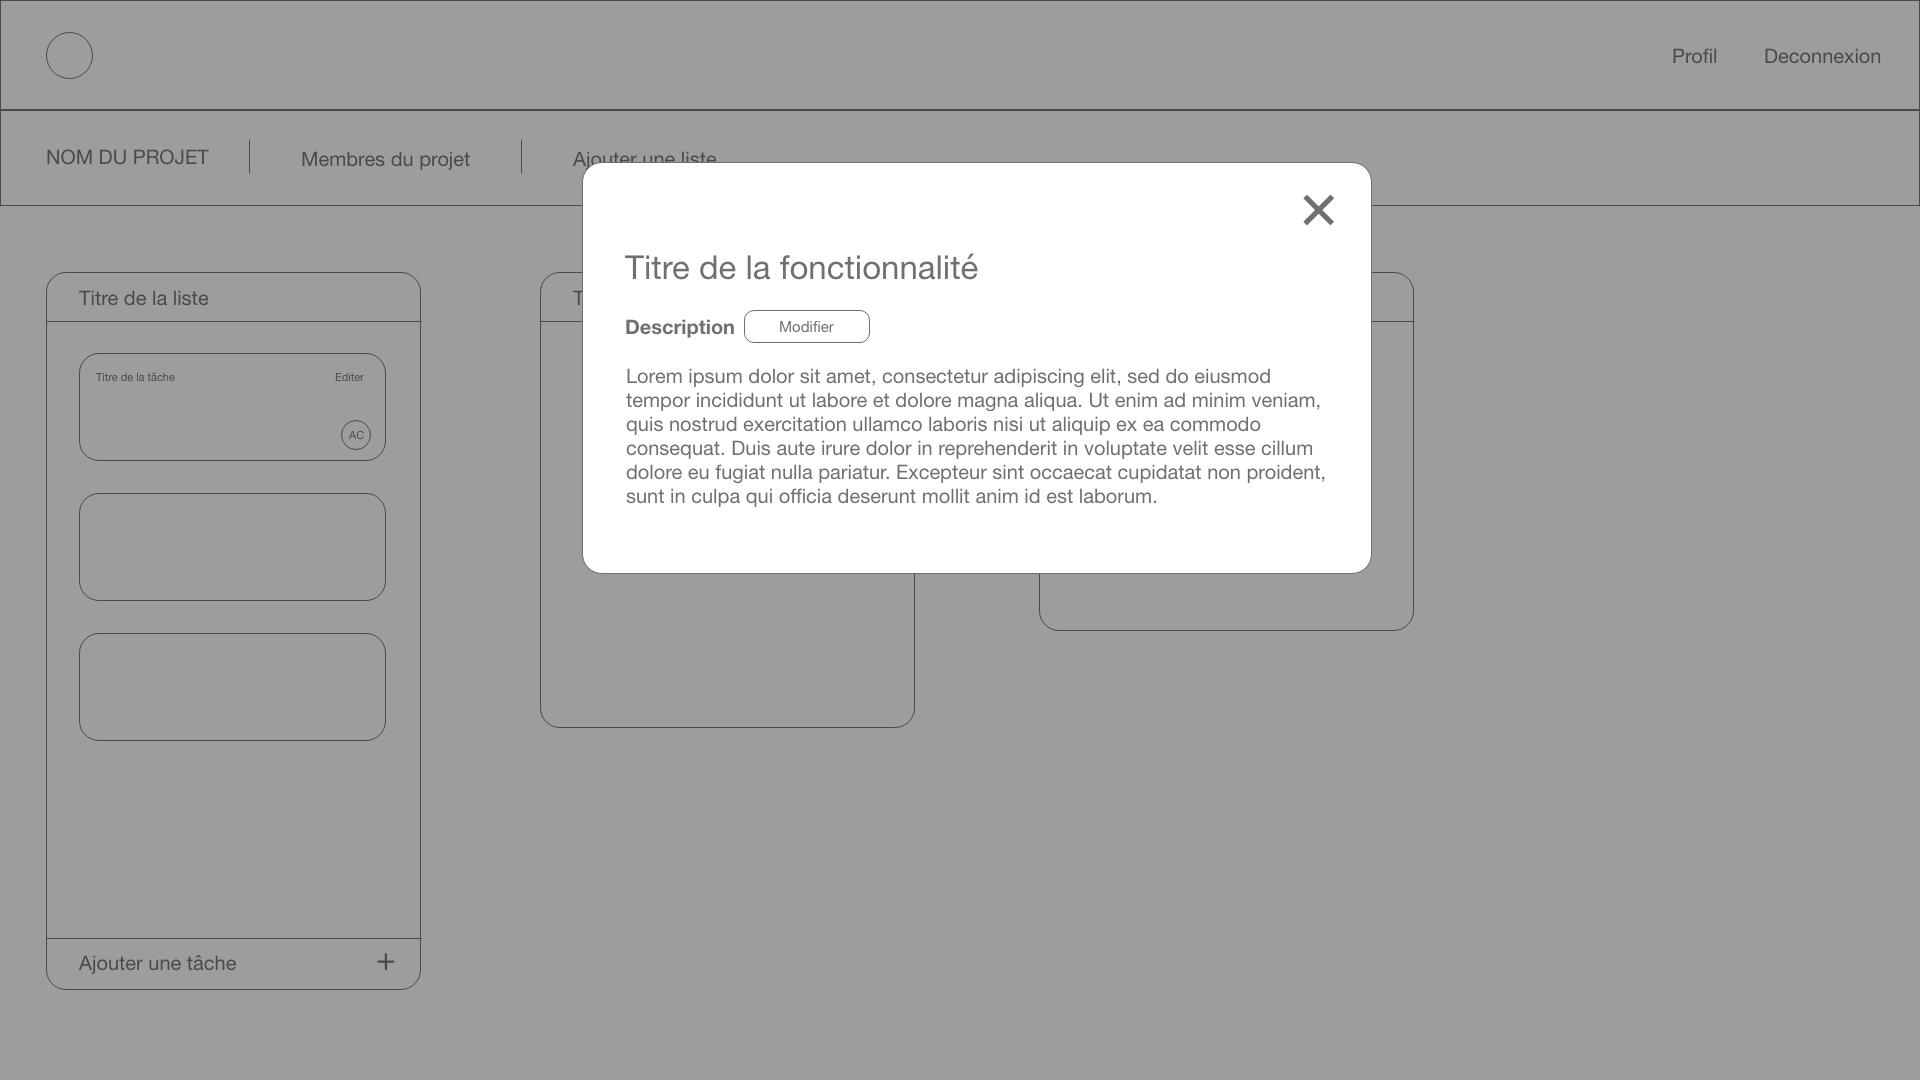 Profil
Deconnexion
NOM DU PROJET
Membres du projet
Ajouter une liste
Titre de la liste
T
Titre de la tâche
Editer
AC
Ajouter une tâche
+
Titre de la fonctionnalité
Description
Modifier
Lorem ipsum dolor sit amet, consectetur adipiscing elit, sed do eiusmod
tempor incididunt ut labore et dolore magna aliqua. Ut enim ad minim veniam,
quis nostrud exercitation ullamco laboris nisi ut aliquip ex ea commodo
consequat. Duis aute irure dolor in reprehenderit in voluptate velit esse cillum
dolore eu fugiat nulla pariatur. Excepteur sint occaecat cupidatat non proident,
sunt in culpa qui officia deserunt mollit anim id est laborum.